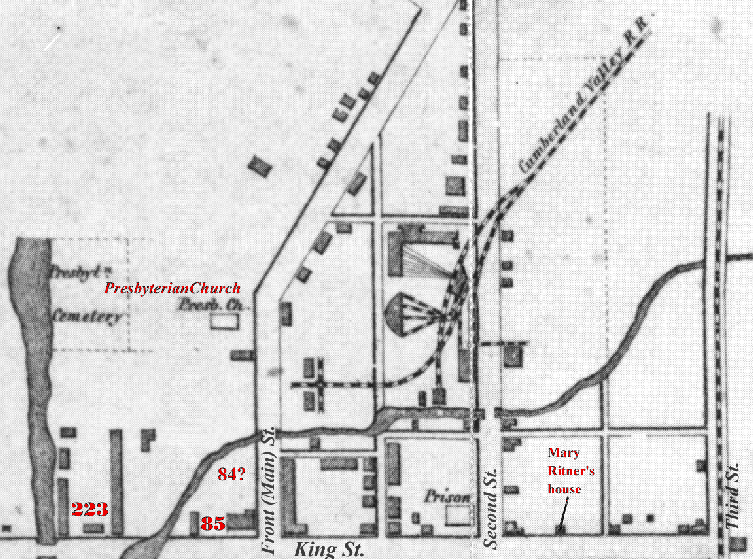 Cumberland Valley R R
Presbyt.n
Cemetery
PresbyterianChurch
Presb. Ch.
84?
223
85
Front (Main) St.
King St.
Prison
Second St.
Mary
Ritner's
house
Third St.